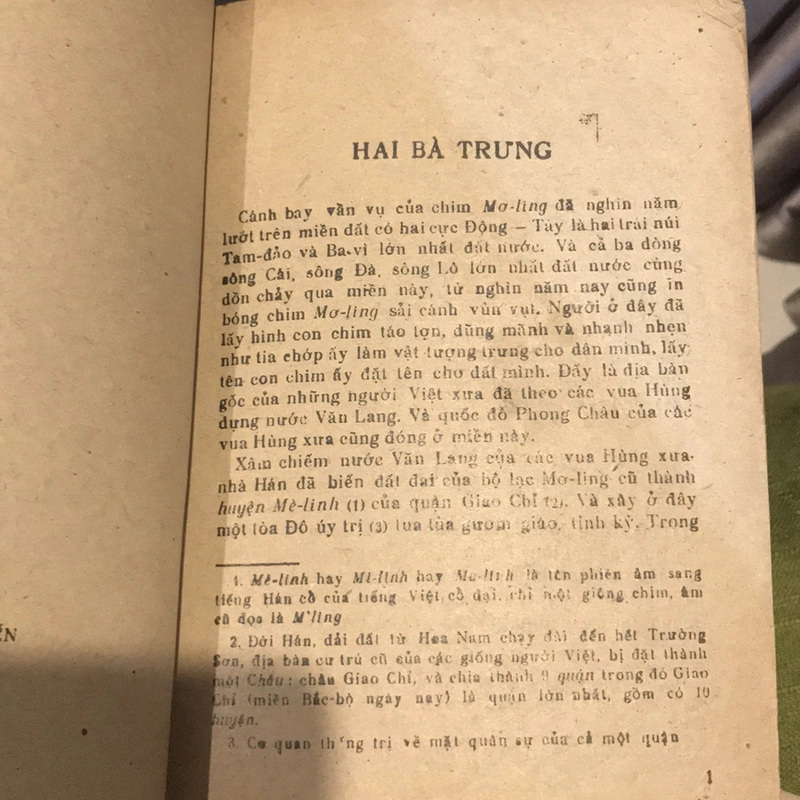 HAI BÀ TRƯNG
Cánh bay vần vụ của chim Mơ-ling đã nghìn năm
lướt trên miền đất có hai cực Động — Tây là hai trái núi
Tam-đảo và Ba-vì lớn nhất đất nước. Và cả ba dòng
sông Cái, sông Đà, sông Lô lớn nhất đất nước cùng
dồn chảy qua miền này, từ nghìn năm nay cũng in
bóng chim Mơ-ling sải cánh vùn vụt. Người ở đây đã
lấy hình con chim táo tợn, dũng mãnh và nhanh nhẹn
như tia chớp ấy làm vật tượng trưng cho dân mình, lấy
tên con chim ấy đặt tên cho đất mình. Đấy là địa bàn
gốc của những người Việt xưa đã theo các vua Hùng
dựng nước Văn Lang. Và quốc đô Phong Châu của các
vua Hùng xưa cũng đóng ở miền này.
Xâm chiếm nước Văn Lang của các vua Hùng xưa
nhà Hán đã biến đất đai của bộ lạc Mơ-ling cũ thành
huyện Mê-linh (1) của quận Giao Chỉ (2). Và xây ở đây
một tòa Đô úy trị (3) tua tủa gươm giáo, tinh kỳ. Trong
1. Mê-linh hay Mi-linh hay Ma-linh là tên phiên âm sang
tiếng Hán cổ của tiếng Việt cổ đại, chỉ một giống chim, âm
cũ đọc là M'ling
2. Đời Hán, dải đất từ Hoa Nam chạy dài đến hết Trường
Sơn, địa bàn cư trú cũ của các giống người Việt, bị đặt thành
một Châu: châu Giao Chỉ, và chia thành 9 quận trong đó Giao
Chỉ (miền Bắc-bộ ngày nay) là quận lớn nhất, gồm có 10
huyện.
3. Cơ quan thống trị về mặt quân sự của cả một quận
1